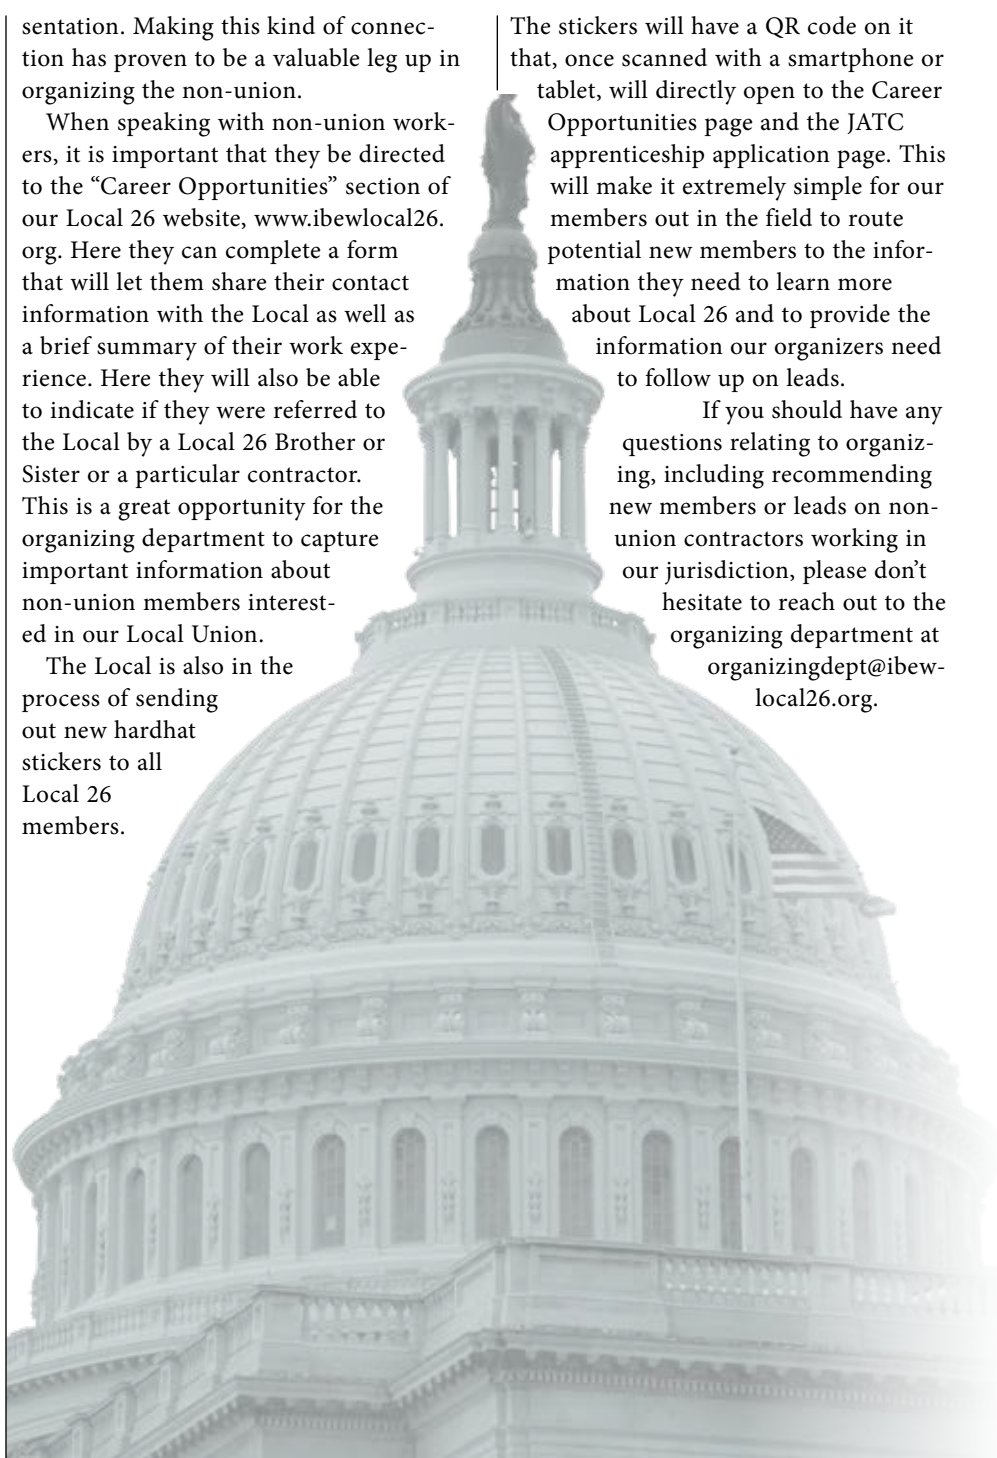 sentation. Making this kind of connec-
tion has proven to be a valuable leg up in
organizing the non-union.
When speaking with non-union work-
ers, it is important that they be directed
to the “Career Opportunities” section of
our Local 26 website, www.ibewlocal26.
org. Here they can complete a form
that will let them share their contact
information with the Local as well as
a brief summary of their work expe-
rience. Here they will also be able
to indicate if they were referred to
the Local by a Local 26 Brother or
Sister or a particular contractor.
This is a great opportunity for the
organizing department to capture
important information about
non-union members interest-
ed in our Local Union.
The Local is also in the
process of sending
out new hardhat
stickers to all
Local 26
members.
The stickers will have a QR code on it
that, once scanned with a smartphone or
tablet, will directly open to the Career
Opportunities page and the JATC
apprenticeship application page. This
will make it extremely simple for our
members out in the field to route
potential new members to the infor-
mation they need to learn more
about Local 26 and to provide the
information our organizers need
to follow up on leads.
If you should have any
questions relating to organiz-
ing, including recommending
new members or leads on non-
union contractors working in
our jurisdiction, please don’t
hesitate to reach out to the
organizing department at
organizingdept@ibew-
local26.org.